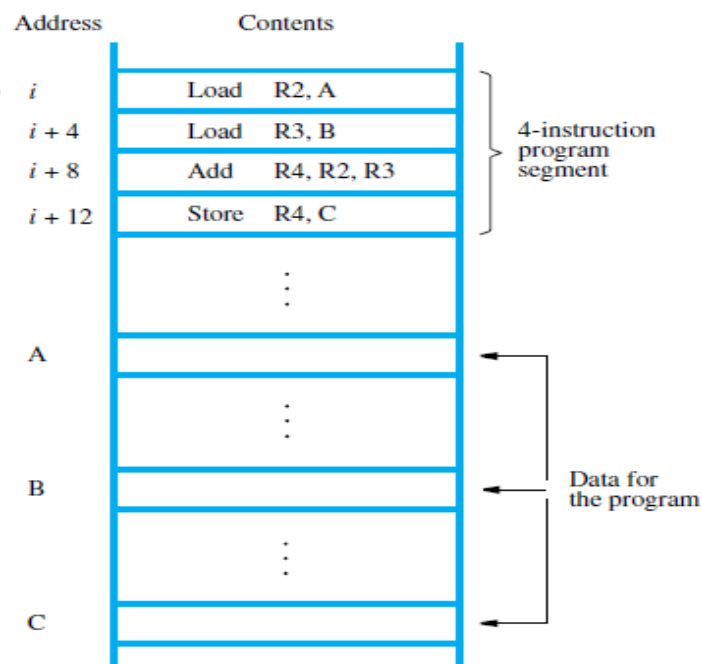 Address Contents
i Load R2, A
i + 4 Load R3, B
i + 8 Add R4, R2, R3
i + 12 Store R4, C
4-instruction
program
segment
A
B
Data for
the program
C